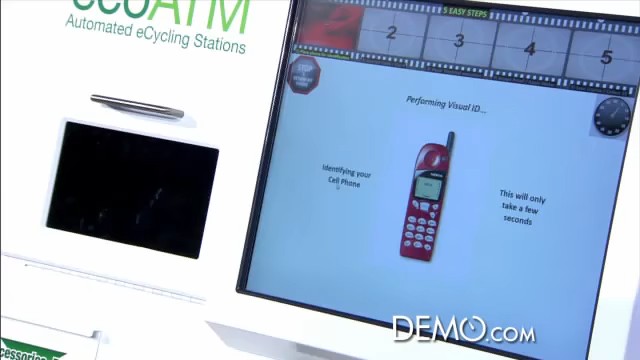 ecoATM
Automated eCycling Stations
5 EASY STEPS
2
3
4
5
STOP
Performing Visual ID...
Identifying your
Cell Phone
This will only
take a few
seconds
DEMO.COM